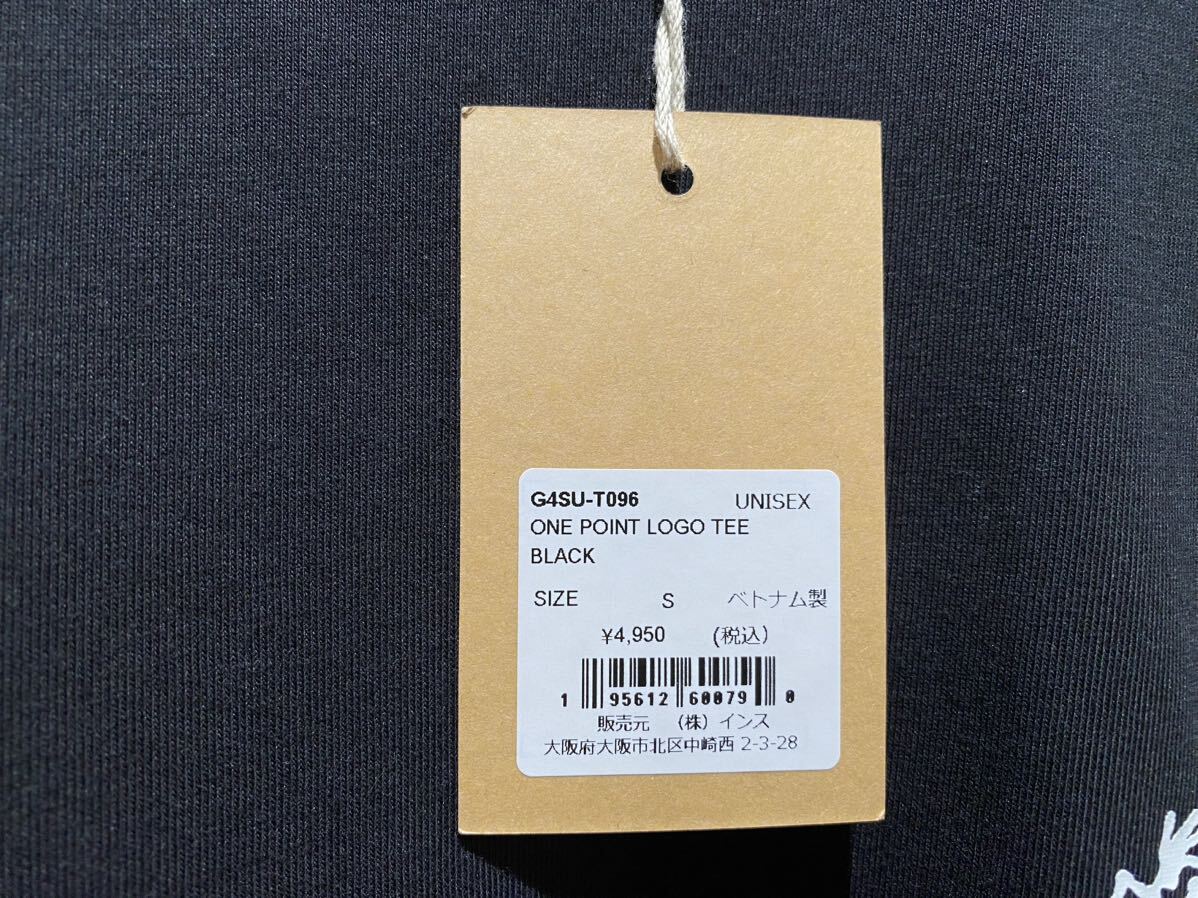 G4SU-T096 UNISEX
ONE POINT LOGO TEE
BLACK
SIZE S ベトナム製
¥4,950 (税込)
1 95612 60079 0
販売元 (株) インス
大阪府大阪市北区中崎西 2-3-28